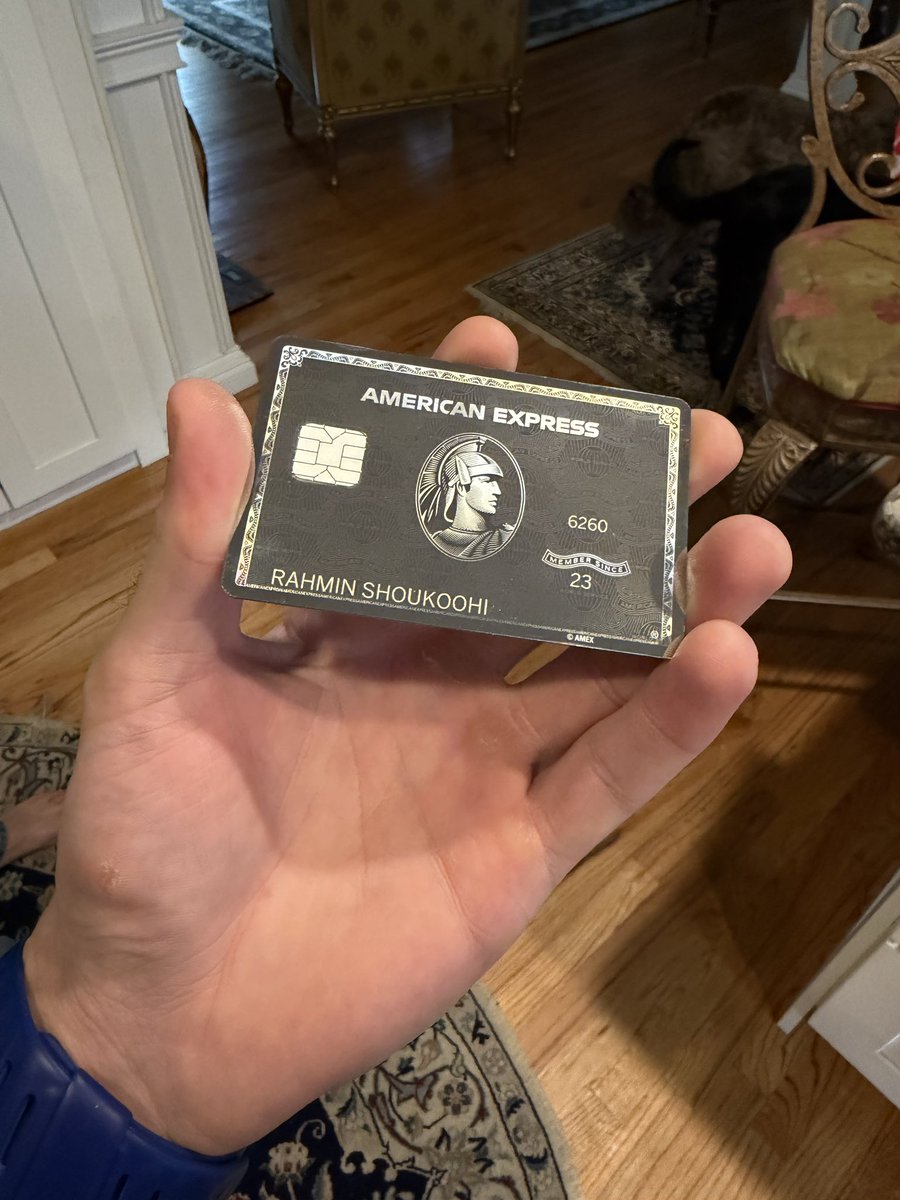 AMERICAN EXPRESS
6260
MEMBER SINCE
23
RAHMIN SHOUKOOHI
© AMEX
®